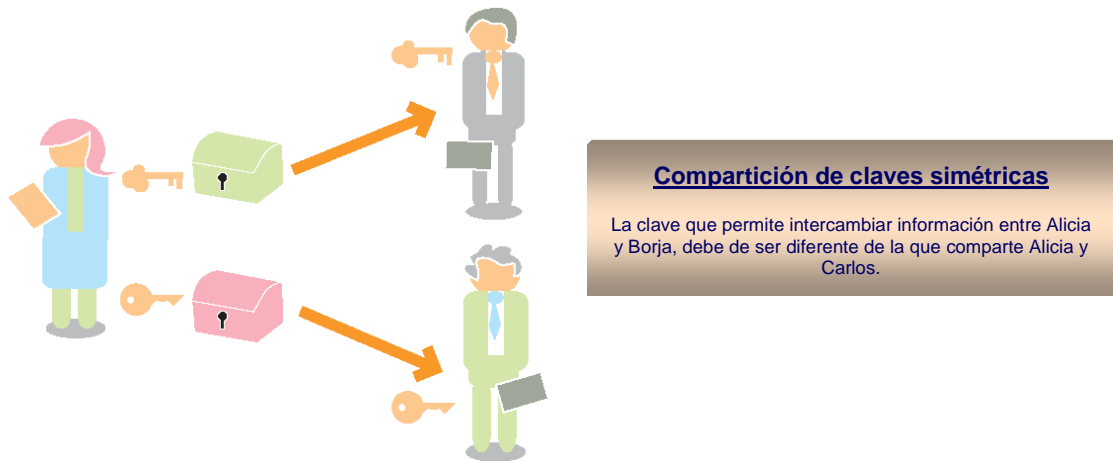 Compartición de claves simétricas
La clave que permite intercambiar información entre Alicia
y Borja, debe de ser diferente de la que comparte Alicia y
Carlos.